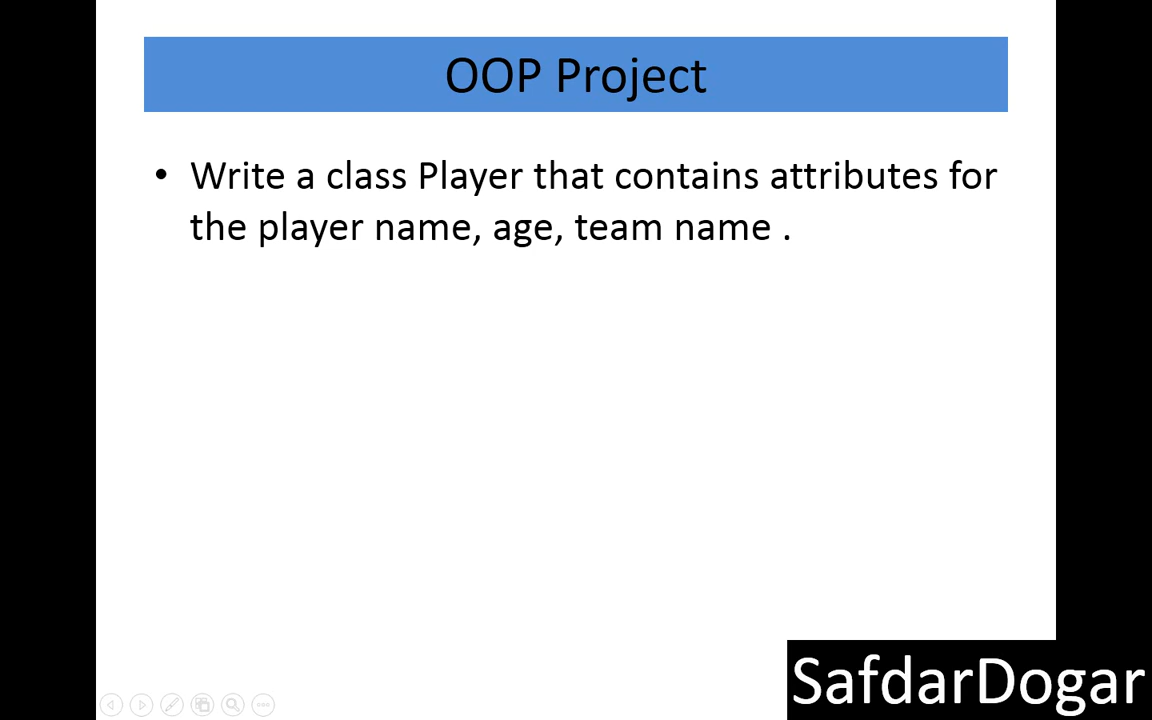 OOP Project
• Write a class Player that contains attributes for
the player name, age, team name .
SafdarDogar